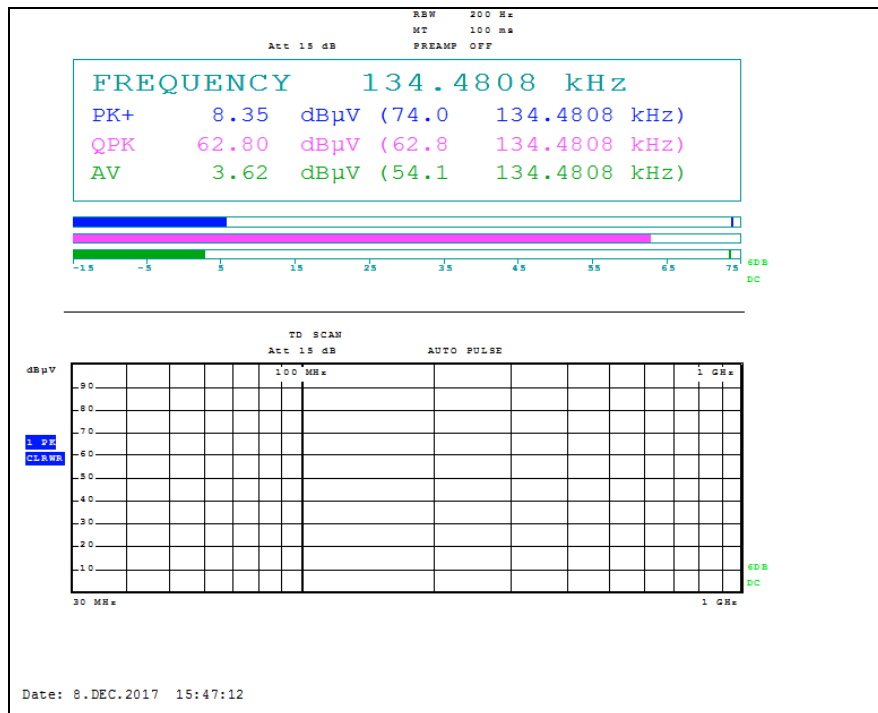 RBW 200 Hz
MT 100 ms
Att 15 dB PREAMP OFF
FREQUENCY 134.4808 kHz
PK+ 8.35 dBµV (74.0 134.4808 kHz)
QPK 62.80 dBµV (62.8 134.4808 kHz)
AV 3.62 dBµV (54.1 134.4808 kHz)
-15 -5 5 15 25 35 45 55 65 75
6DB
DC
TD SCAN
Att 15 dB AUTO PULSE
dBµV
100 MHz 1 GHz
90
80
70
1 PK
CLRWR
60
50
40
30
20
10
6DB
DC
30 MHz 1 GHz
Date: 8.DEC.2017 15:47:12